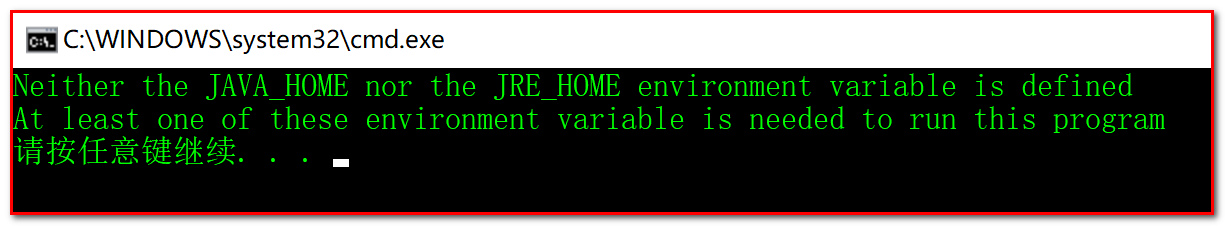 C:\WINDOWS\system32\cmd.exe
Neither the JAVA_HOME nor the JRE_HOME environment variable is defined
At least one of these environment variable is needed to run this program
请按任意键继续. . .